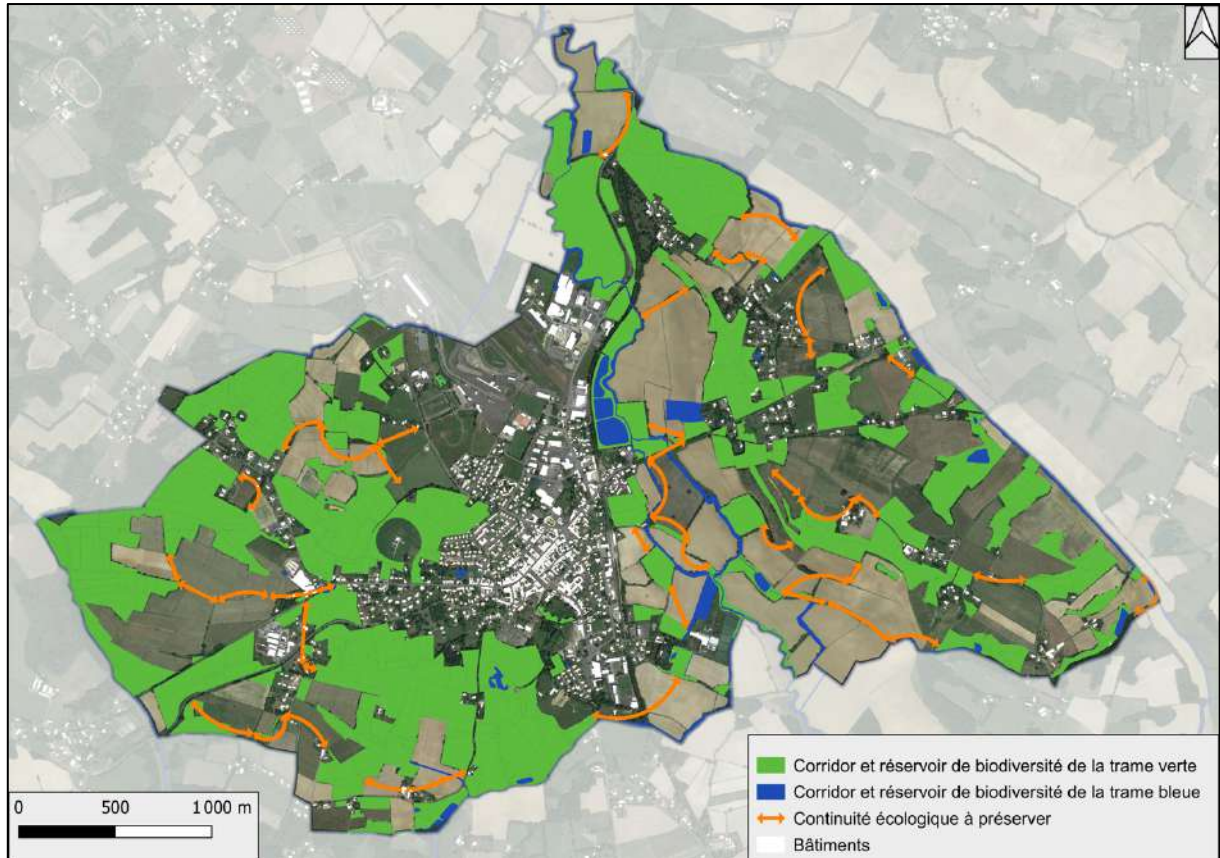 Corridor et réservoir de biodiversité de la trame verte
Corridor et réservoir de biodiversité de la trame bleue
Continuité écologique à préserver
Bâtiments
0 500 1 000 m